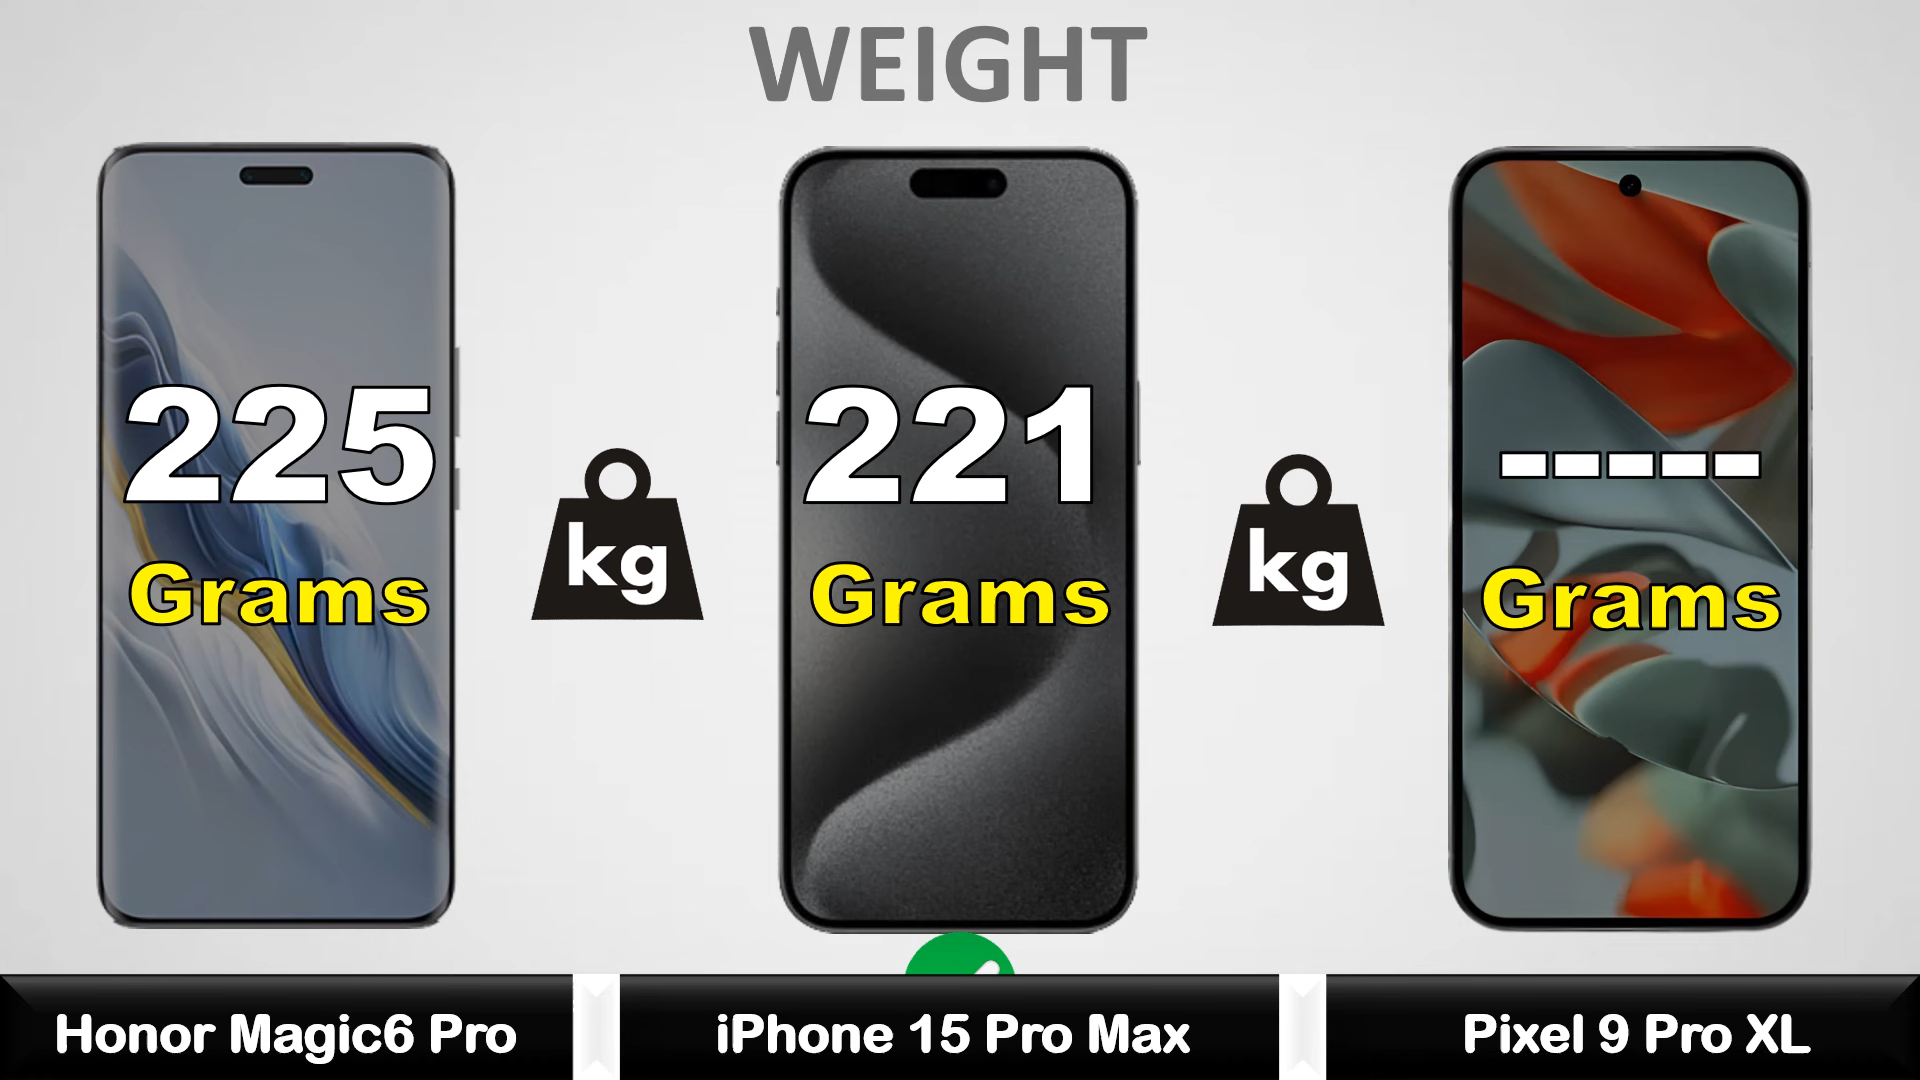 WEIGHT
225
Grams
kg
221
Grams
kg
-----
Grams
Honor Magic6 Pro
iPhone 15 Pro Max
Pixel 9 Pro XL